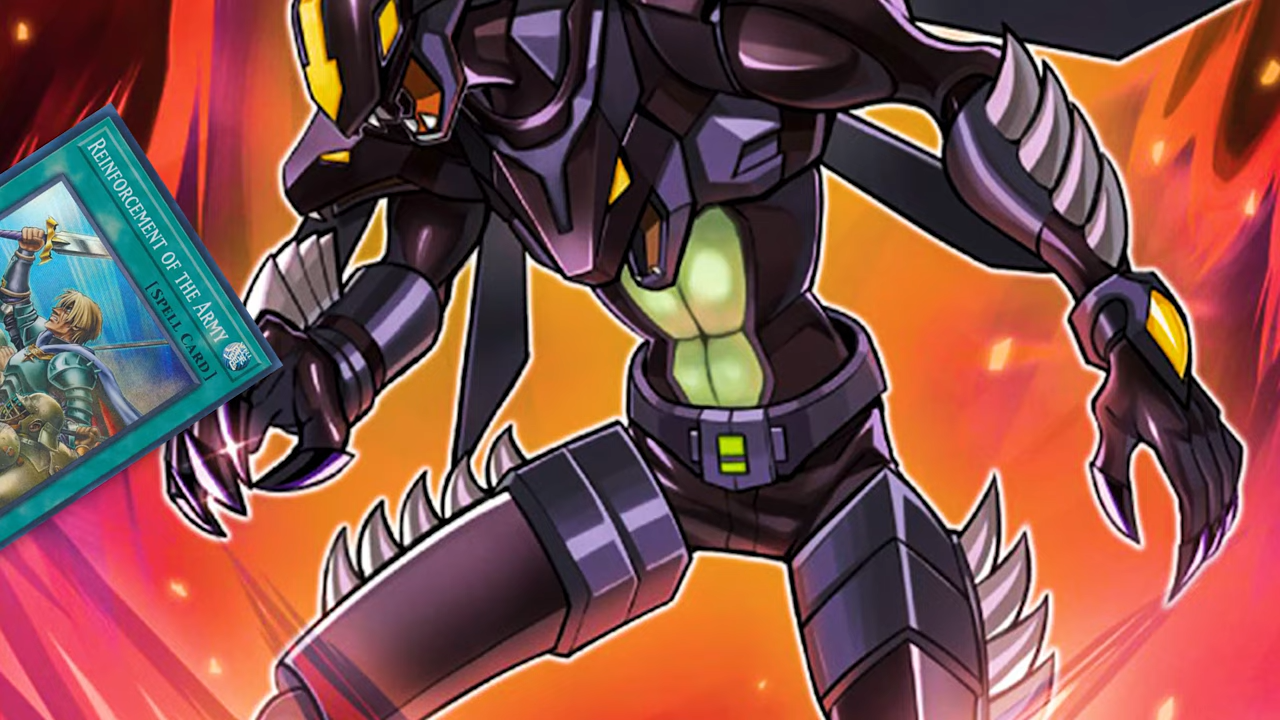 Reinforcement of the Army
[Spell Card]